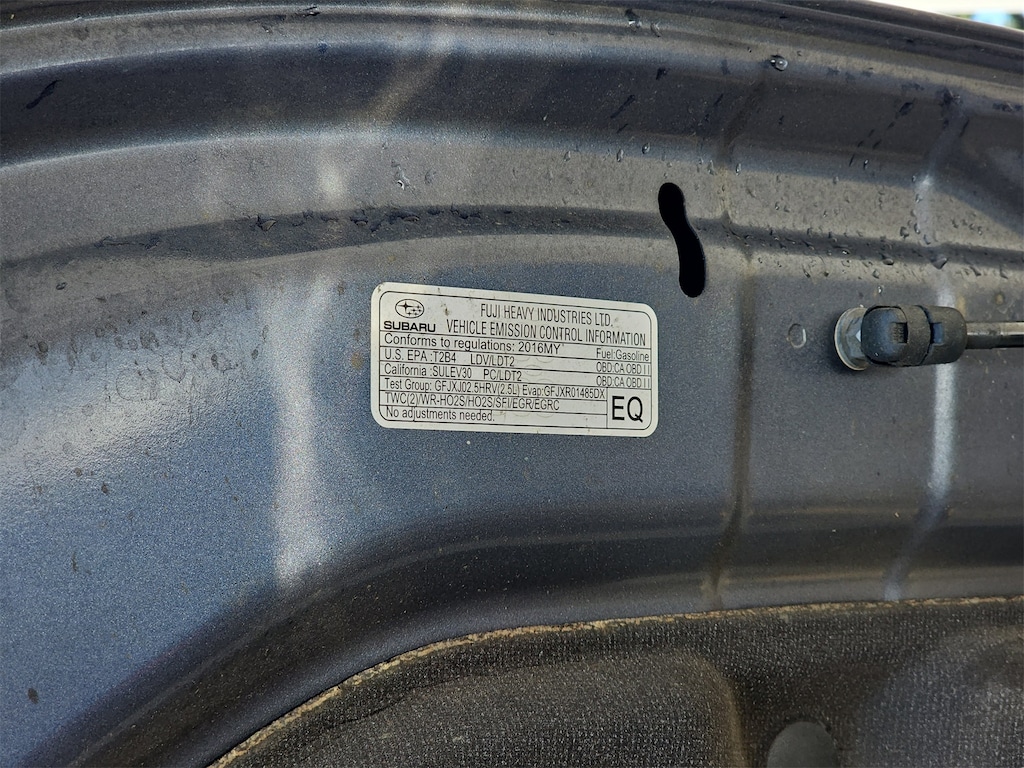 SUBARU
FUJI HEAVY INDUSTRIES LTD.
VEHICLE EMISSION CONTROL INFORMATION
Conforms to regulations: 2016MY Fuel:Gasoline
U.S. EPA :T2B4 LDV/LDT2 OBD:CA OBD II
California :SULEV30 PC/LDT2 OBD:CA OBD II
Test Group: GFJXJ02.5HRV(2.5L) Evap:GFJXR01485DX
TWC(2)/WR-HO2S/HO2S/SFI/EGR/EGRC
No adjustments needed.
EQ